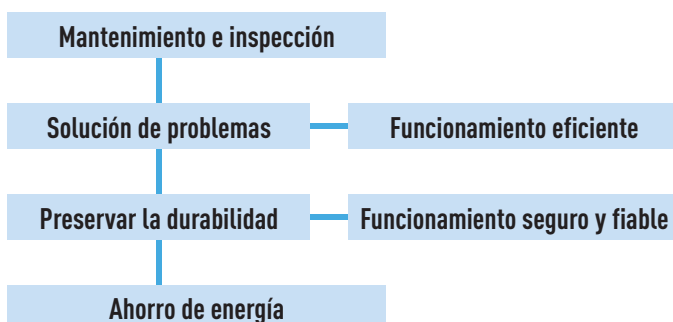 Mantenimiento e inspección
Solución de problemas
Funcionamiento eficiente
Preservar la durabilidad
Funcionamiento seguro y fiable
Ahorro de energía